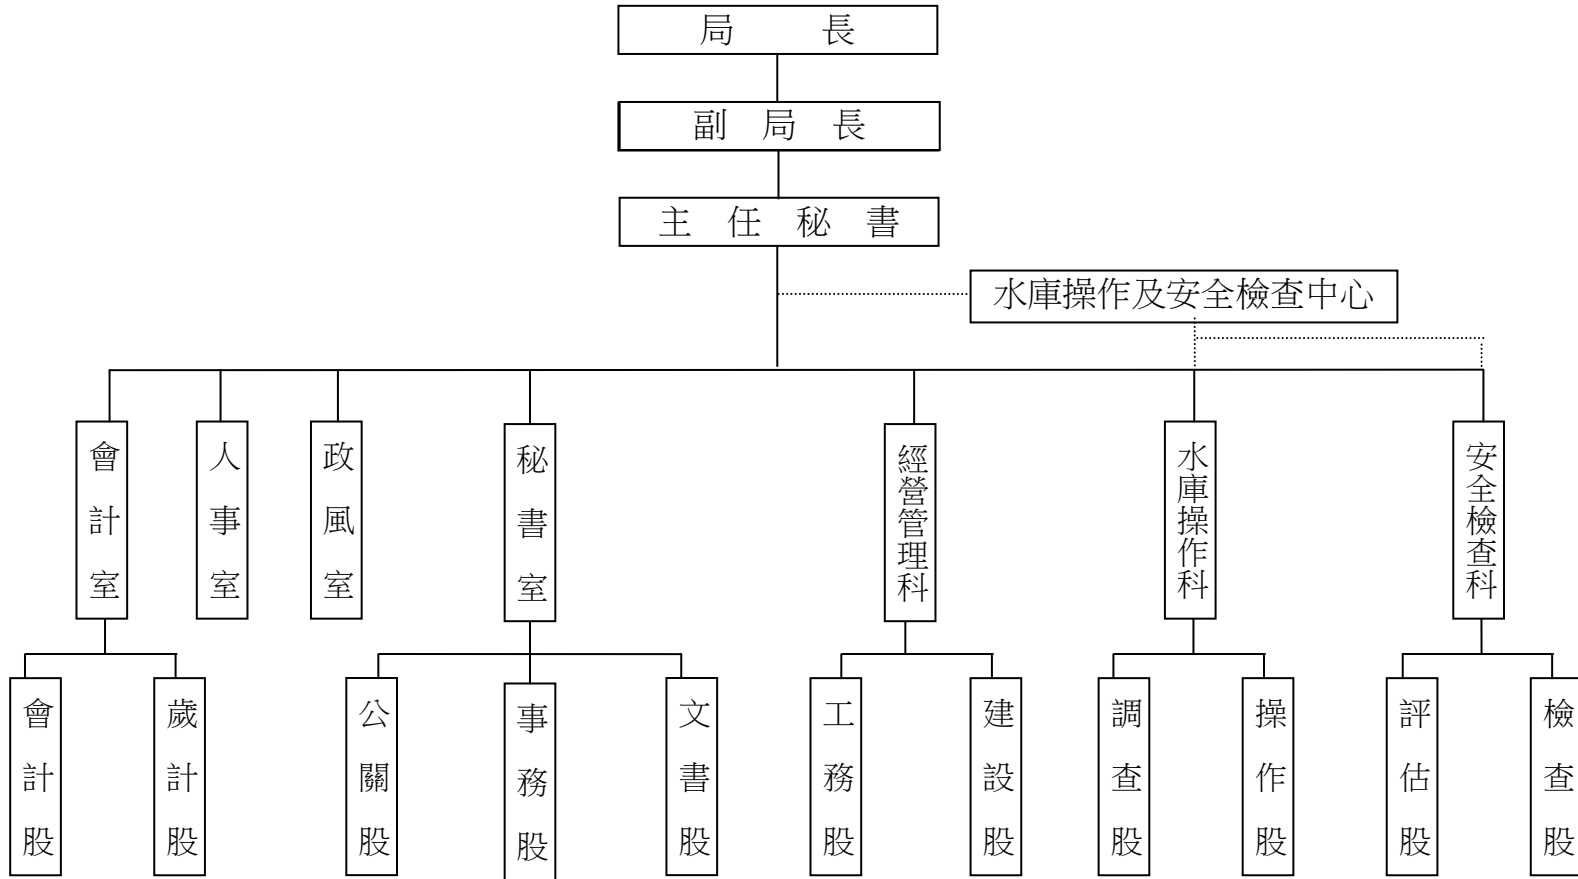 局長
副局長
主任秘書
水庫操作及安全檢查中心
會計室
人事室
政風室
秘書室
經營管理科
水庫操作科
安全檢查科
會計股
歲計股
公關股
事務股
文書股
工務股
建設股
調查股
操作股
評估股
檢查股